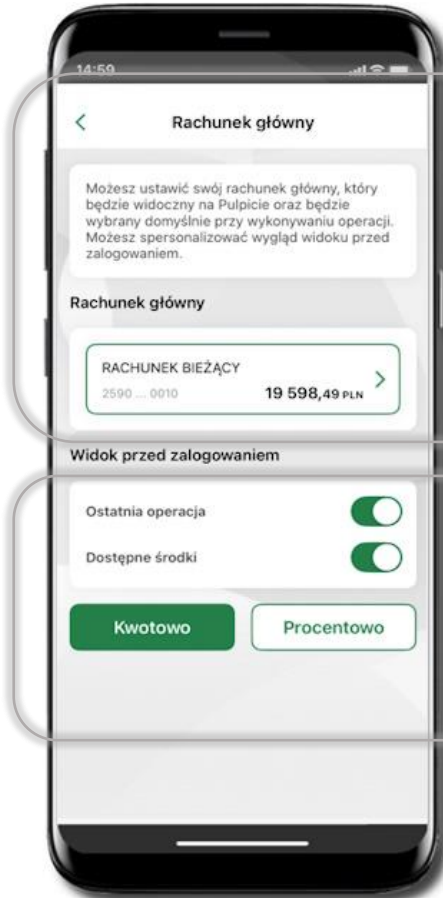 14:59
Rachunek główny
Możesz ustawić swój rachunek główny, który
będzie widoczny na Pulpicie oraz będzie
wybrany domyślnie przy wykonywaniu operacji.
Możesz spersonalizować wygląd widoku przed
zalogowaniem.
Rachunek główny
RACHUNEK BIEŻĄCY
2590 ... 0010 19 598,49 PLN
Widok przed zalogowaniem
Ostatnia operacja
Dostępne środki
Kwotowo Procentowo